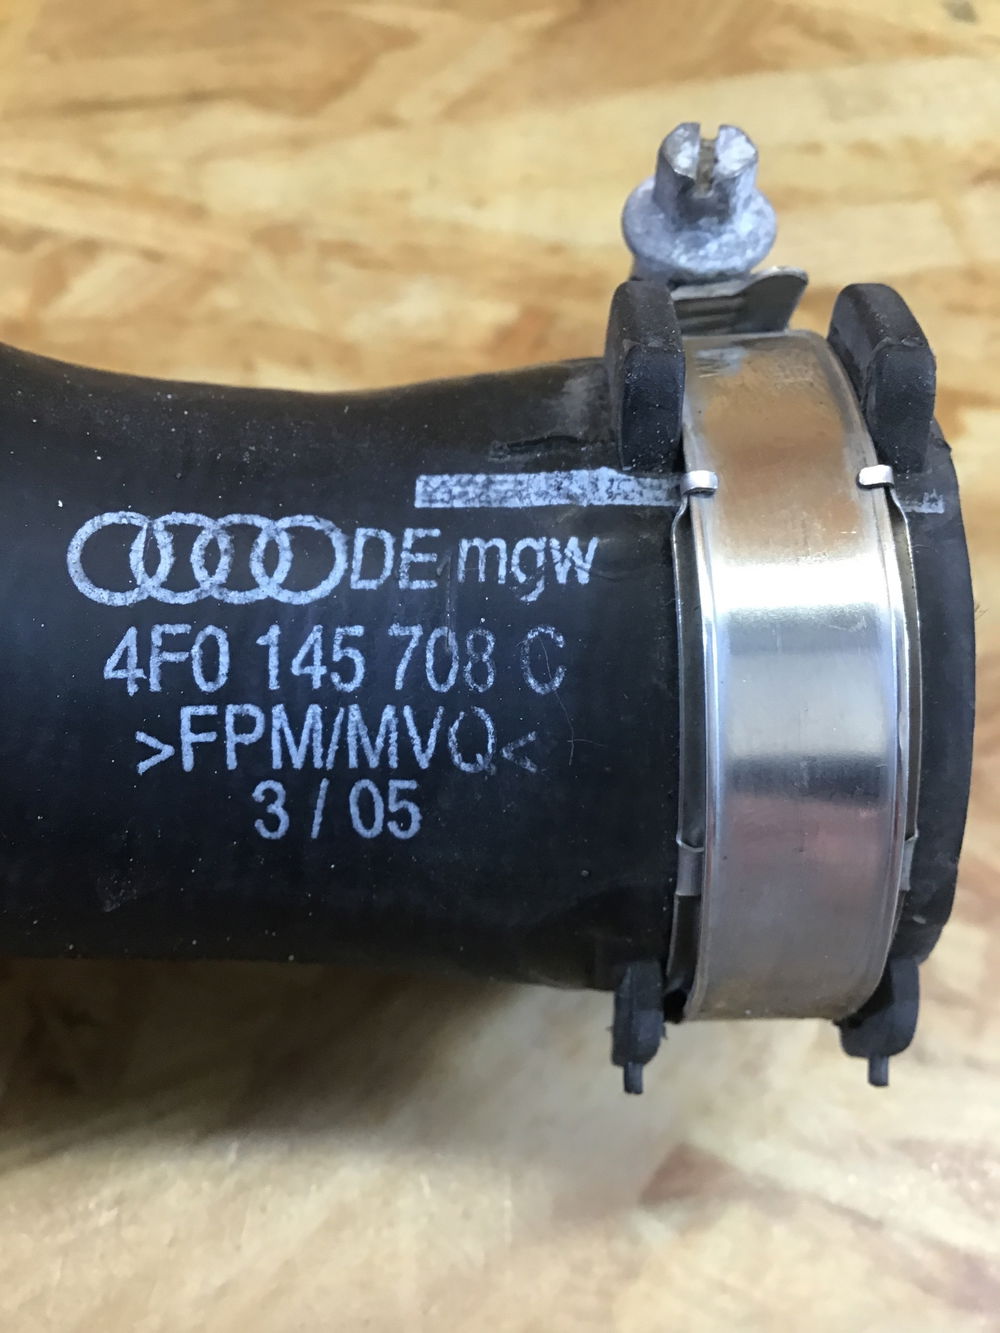 DE mgw
4F0 145 708 C
>FPM/MVQ<
3 / 05